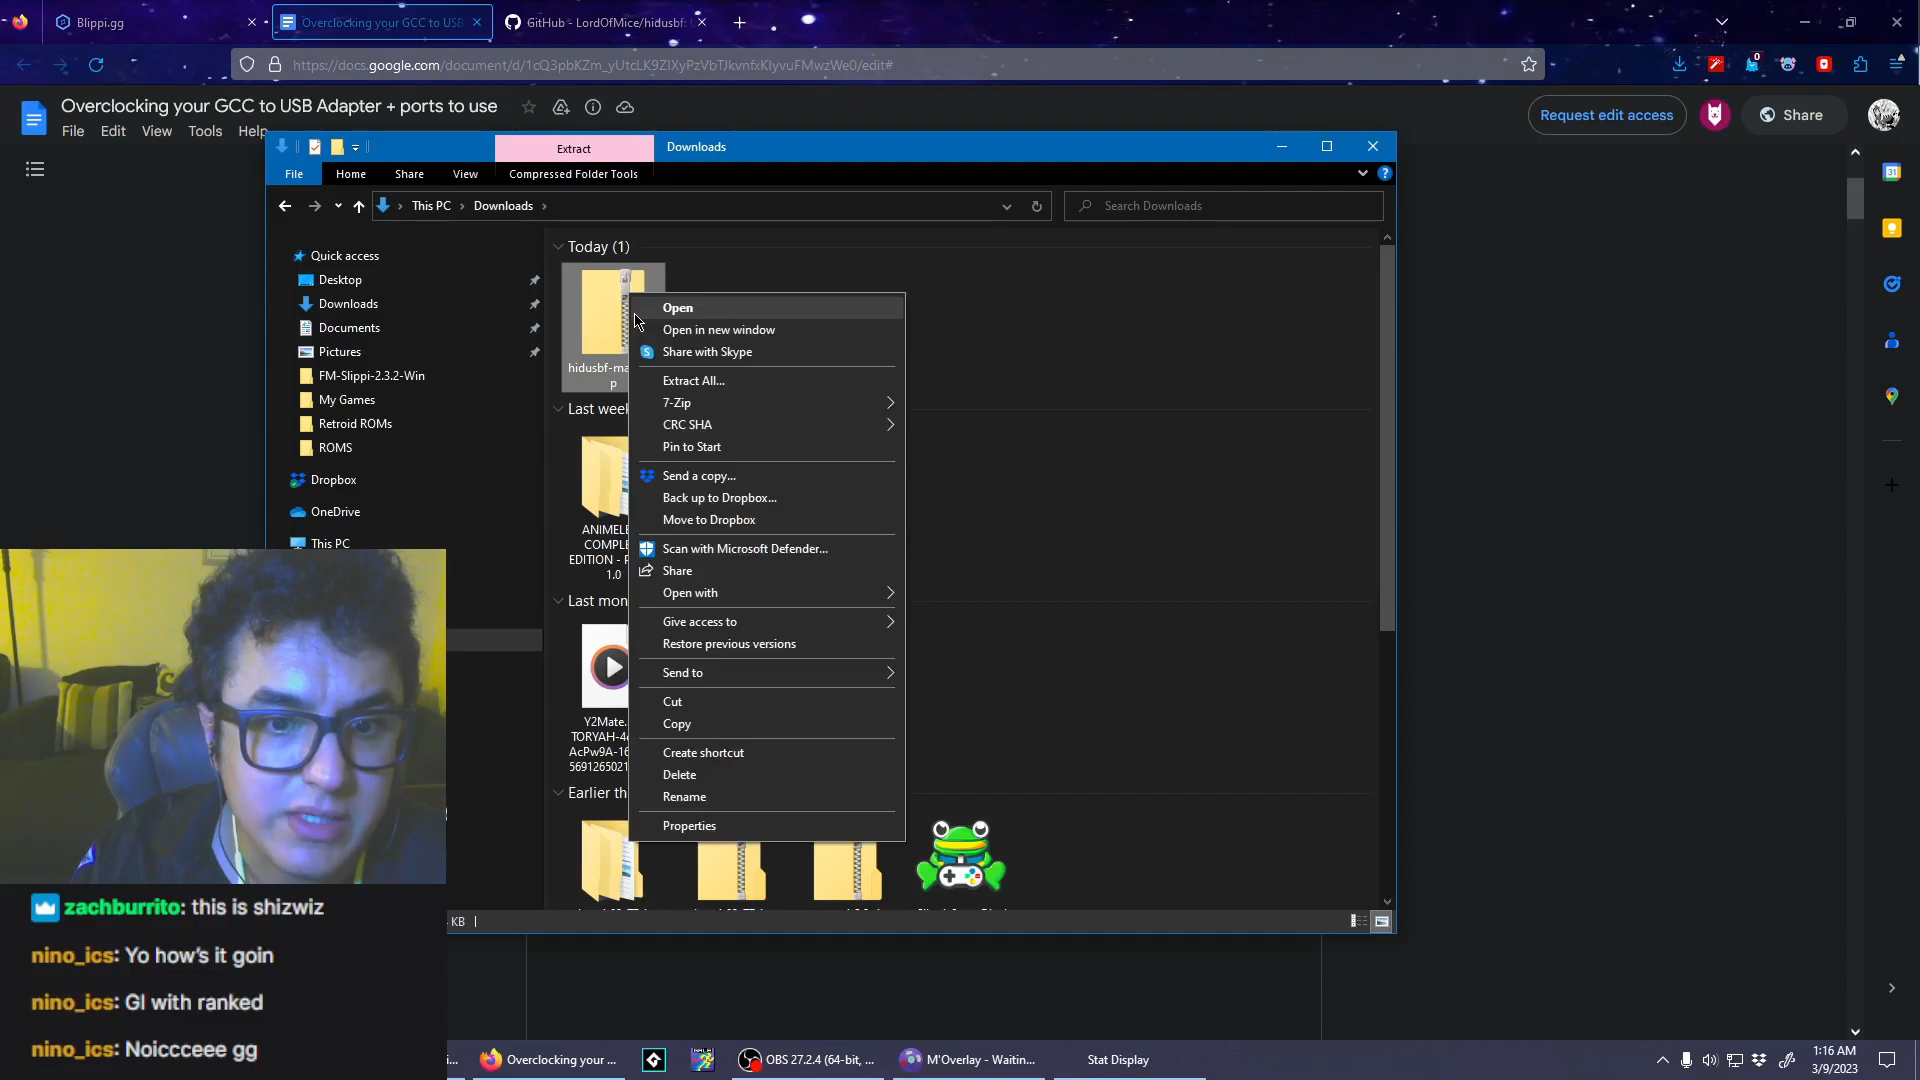 Blippi.gg
Overclocking your GCC to USB
GitHub - LordOfMice/hidusbf:
https://docs.google.com/document/d/1cQ3pbKZm_yUtcLK9ZIXyPzVbTJkvnfxKIyvuFMwzWe0/edit#
0
Overclocking your GCC to USB Adapter + ports to use
File Edit View Tools Help
Request edit access
Share
Extract
Downloads
File
Home
Share
View
Compressed Folder Tools
This PC
Downloads
Search Downloads
Quick access
Desktop
Downloads
Documents
Pictures
FM-Slippi-2.3.2-Win
My Games
Retroid ROMs
ROMS
Dropbox
OneDrive
This PC
Today (1)
hidusbf-ma
p
Last week
ANIMELE
COMPLE
EDITION - 
1.0
Last mon
Y2Mate.
TORYAH-4
AcPw9A-16
5691265021
Earlier th
Open
Open in new window
Share with Skype
Extract All...
7-Zip
CRC SHA
Pin to Start
Send a copy...
Back up to Dropbox...
Move to Dropbox
Scan with Microsoft Defender...
Share
Open with
Give access to
Restore previous versions
Send to
Cut
Copy
Create shortcut
Delete
Rename
Properties
KB
zachburrito: this is shizwiz
nino_ics: Yo how's it goin
nino_ics: Gl with ranked
nino_ics: Noiccceee gg
Overclocking your ...
OBS 27.2.4 (64-bit, ...
M'Overlay - Waitin...
Stat Display
1:16 AM
3/9/2023
31